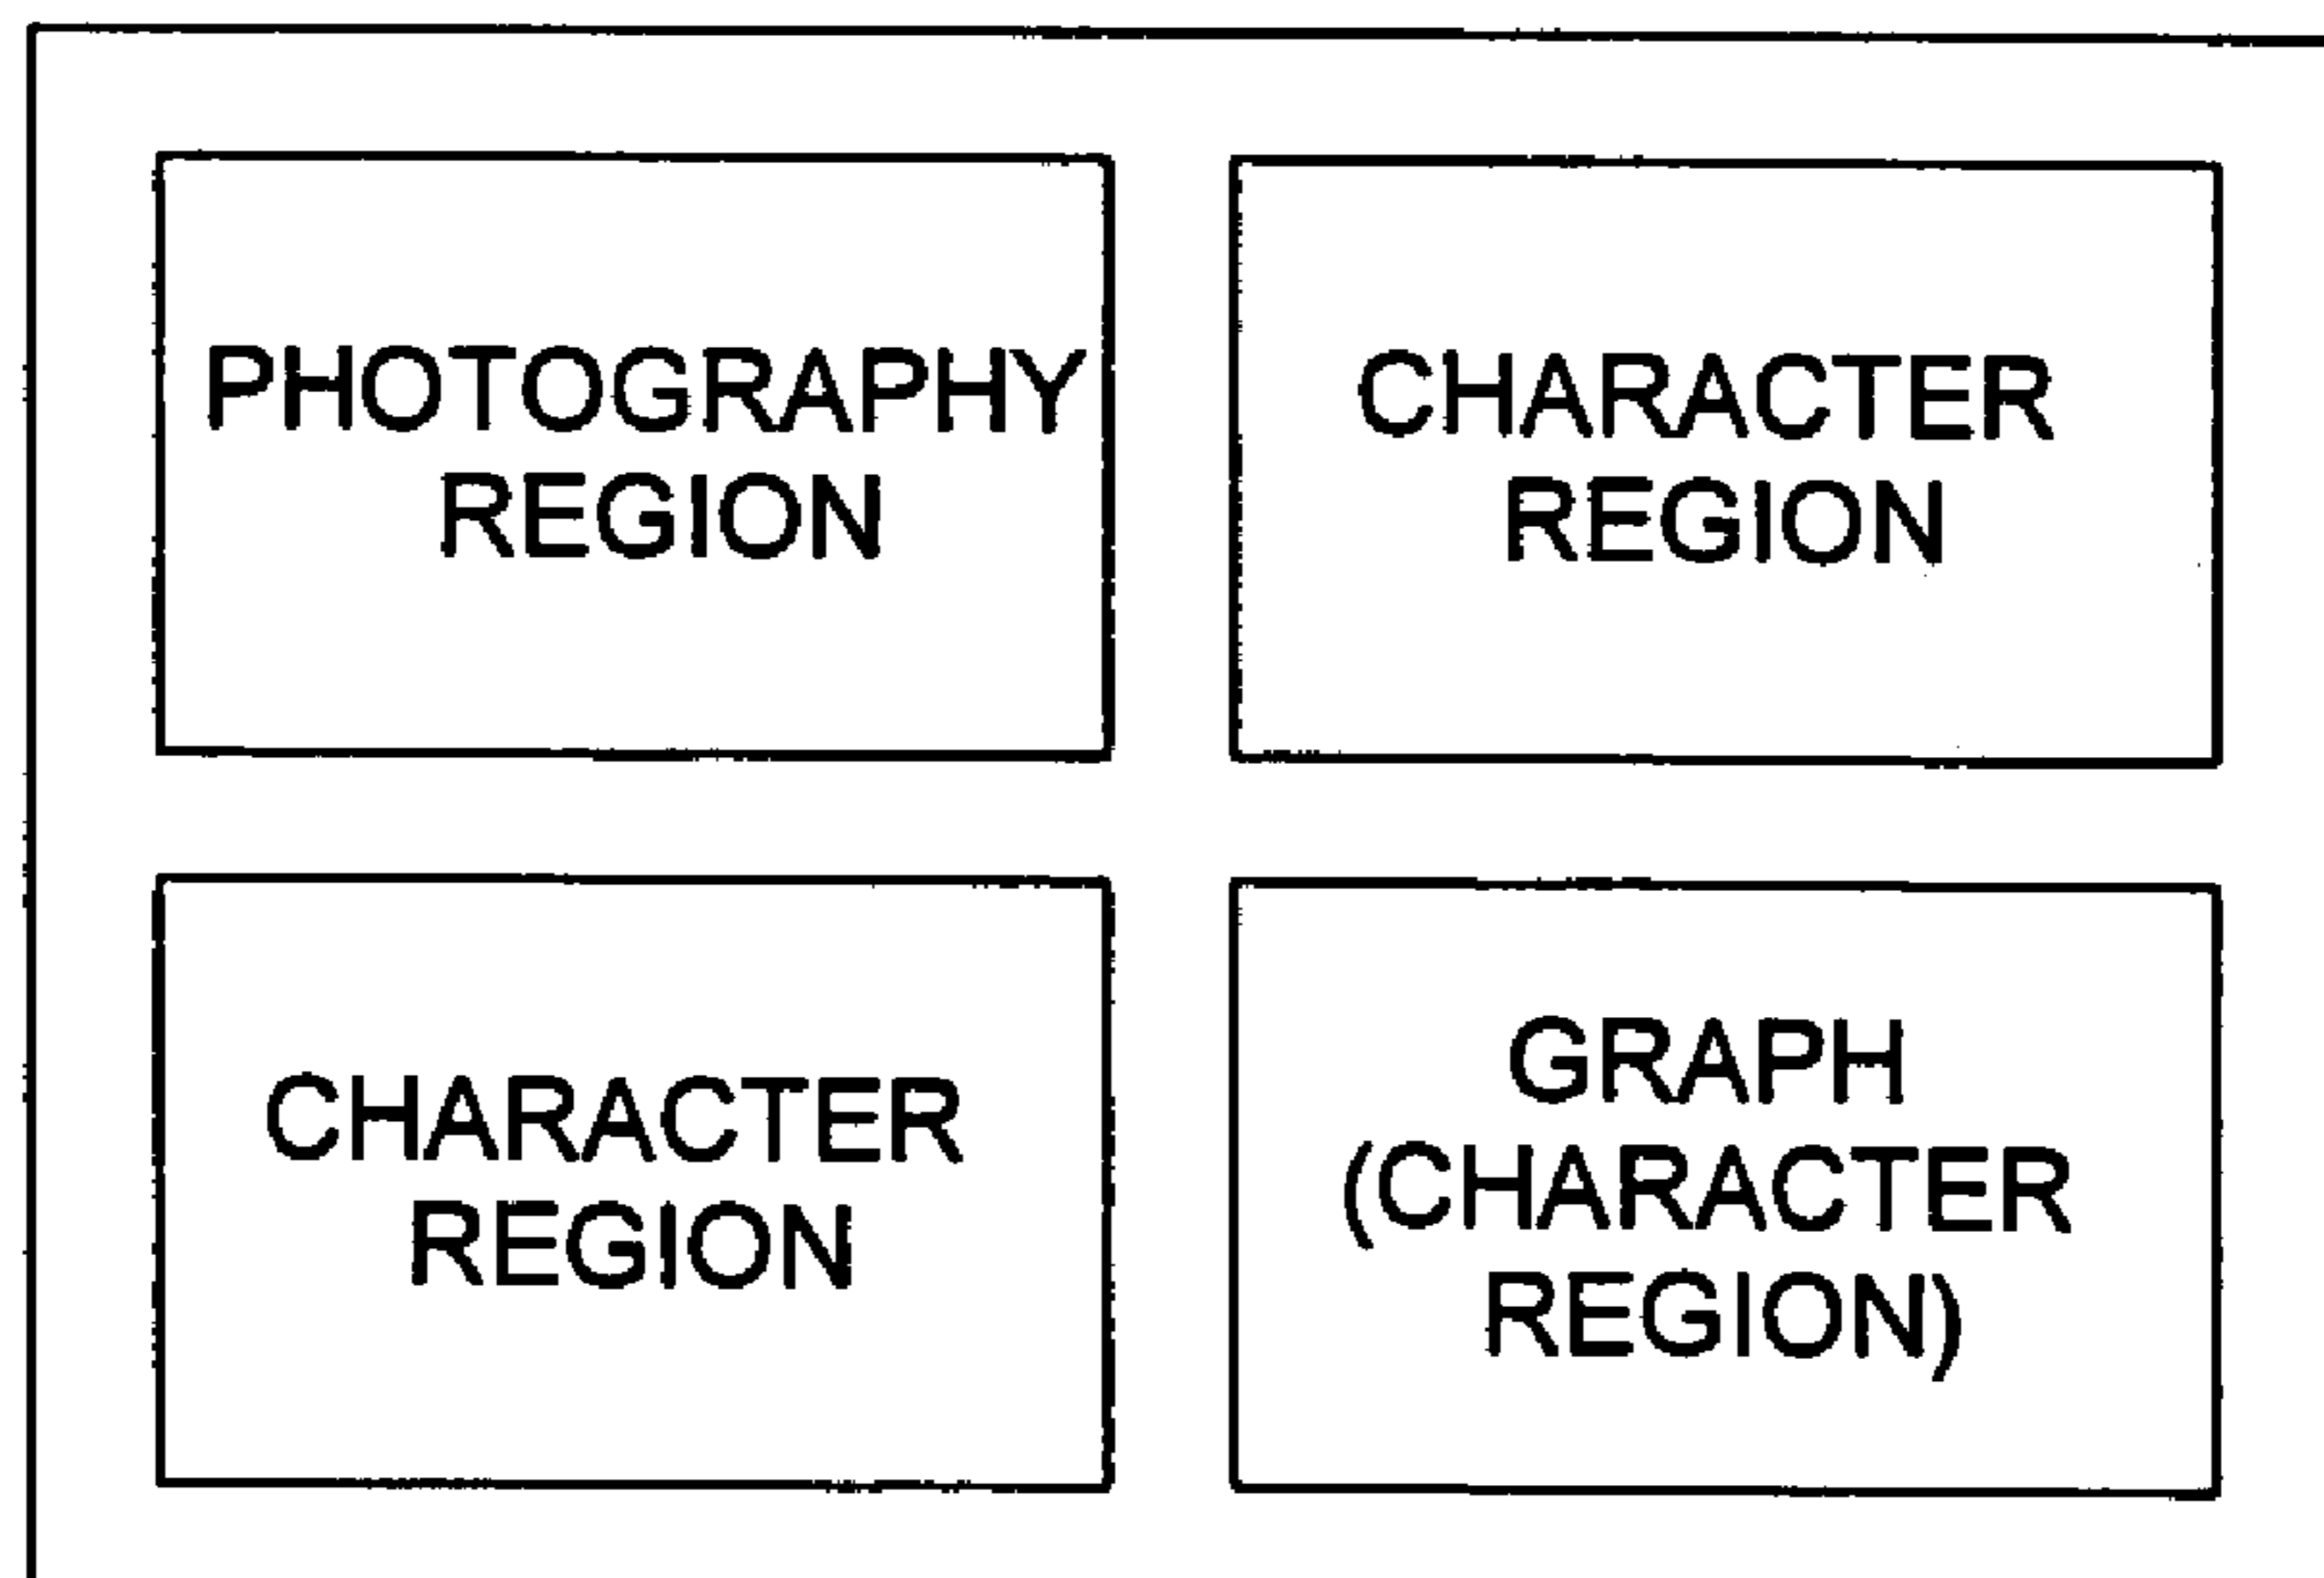 PHOTOGRAPHY
REGION
CHARACTER
REGION
CHARACTER
REGION
GRAPH
(CHARACTER
REGION)